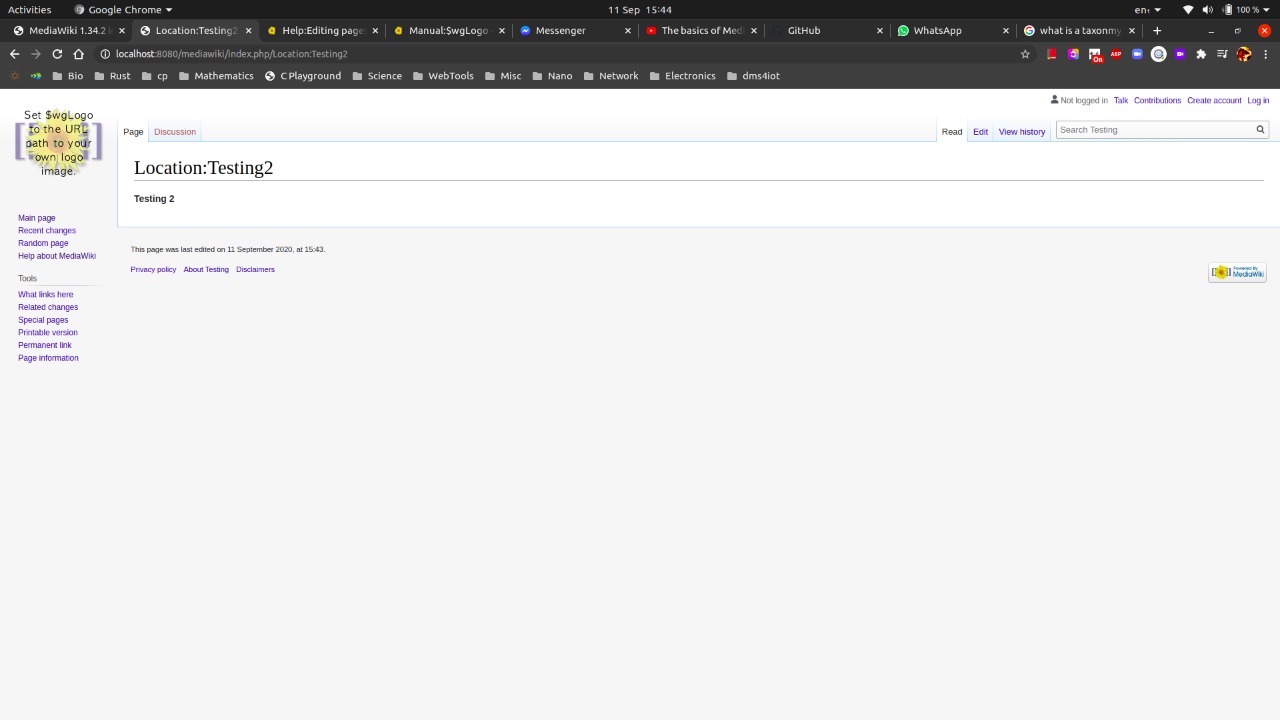 Activities Google Chrome 11 Sep 15:44 en₁ 100 %
MediaWiki 1.34.2 Location:Testing2 Help:Editing page Manual:$wgLogo - Messenger The basics of Med GitHub WhatsApp what is a taxonmy
localhost:8080/mediawiki/index.php/Location:Testing2 On ABP
Bio Rust cp Mathematics C Playground Science WebTools Misc Nano Network Electronics dms4iot
Not logged in Talk Contributions Create account Log in
Set $wgLogo
to the URL
path to your
own logo
image.
Page Discussion Read Edit View history Search Testing
Location:Testing2
Testing 2
Main page
Recent changes
Random page
Help about MediaWiki
Tools
What links here
Related changes
Special pages
Printable version
Permanent link
Page information
This page was last edited on 11 September 2020, at 15:43.
Privacy policy About Testing Disclaimers
Powered By
MediaWiki